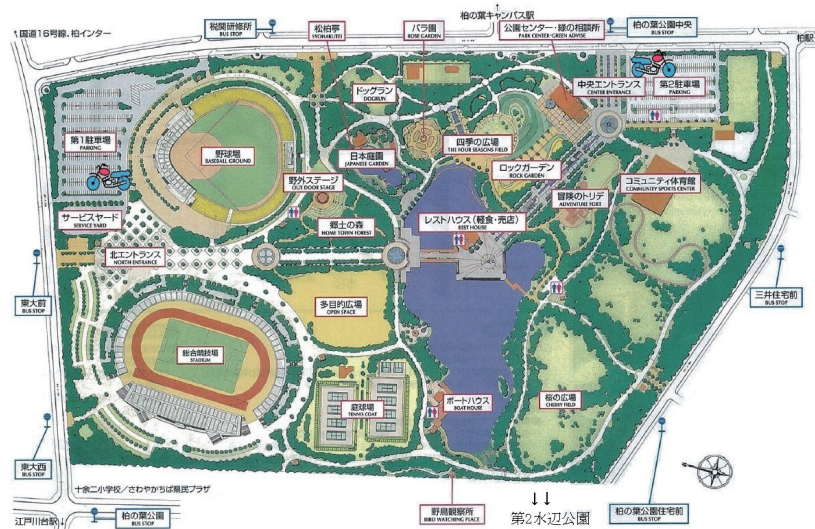 柏の葉キャンパス駅
↑
税関研修所
BUS STOP
松柏亭
SYOHAKUTEI
バラ園
ROSE GARDEN
公園センター・緑の相談所
PARK CENTER・GREEN ADVISE
柏の葉公園中央
BUS STOP
↑国道16号線、柏インター
柏駅
ドッグラン
DOGRUN
中央エントランス
CENTER ENTRANCE
第2駐車場
PARKING
第1駐車場
PARKING
野球場
BASEBALL GROUND
日本庭園
JAPANESE GARDEN
四季の広場
THE FOUR SEASONS FIELD
ロックガーデン
ROCK GARDEN
野外ステージ
OUT DOOR STAGE
冒険のトリデ
ADVENTURE FORT
コミュニティ体育館
COMMUNITY SPORTS CENTER
サービスヤード
SERVICE YARD
郷土の森
HOME TOWN FOREST
レストハウス(軽食・売店)
REST HOUSE
北エントランス
NORTH ENTRANCE
東大前
BUS STOP
多目的広場
OPEN SPACE
三井住宅前
BUS STOP
総合競技場
STADIUM
庭球場
TENNIS COAT
ボートハウス
BOAT HOUSE
桜の広場
CHERRY FIELD
東大西
BUS STOP
十余二小学校/さわやかちば県民プラザ
江戸川台駅↓
柏の葉公園
BUS STOP
野鳥観察所
BIRD WATCHING PLACE
↓↓
第2水辺公園
柏の葉公園住宅前
BUS STOP